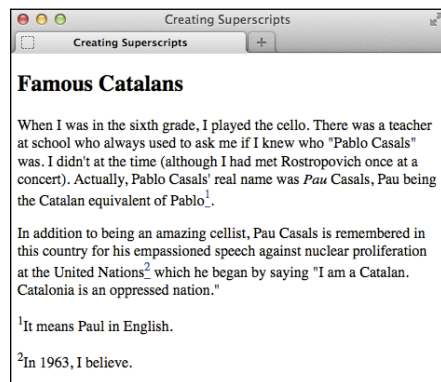 Creating Superscripts
Creating Superscripts
Famous Catalans
When I was in the sixth grade, I played the cello. There was a teacher
at school who always used to ask me if I knew who "Pablo Casals"
was. I didn't at the time (although I had met Rostropovich once at a
concert). Actually, Pablo Casals' real name was Pau Casals, Pau being
the Catalan equivalent of Pablo¹.
In addition to being an amazing cellist, Pau Casals is remembered in
this country for his empassioned speech against nuclear proliferation
at the United Nations² which he began by saying "I am a Catalan.
Catalonia is an oppressed nation."
¹It means Paul in English.
²In 1963, I believe.